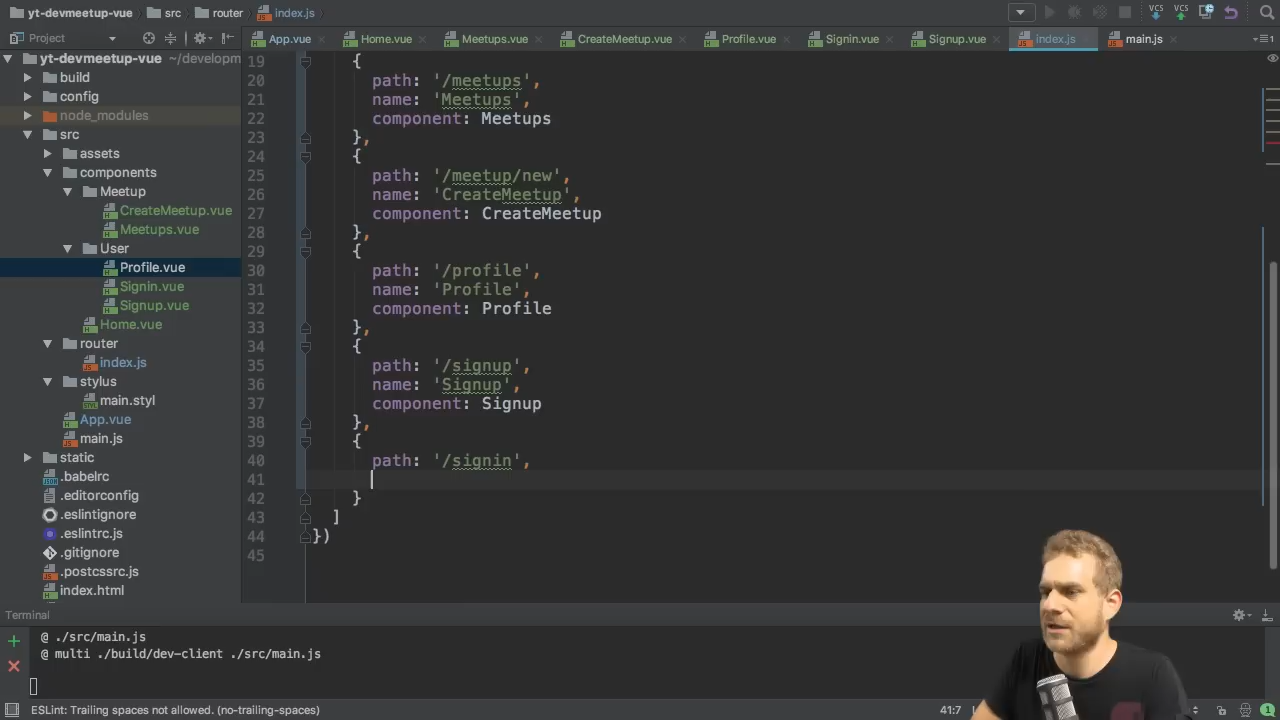 yt-devmeetup-vue src router index.js
VCS VCS
Project
App.vue Home.vue Meetups.vue CreateMeetup.vue Profile.vue Signin.vue Signup.vue index.js main.js
yt-devmeetup-vue ~/developm
build
config
node_modules
src
assets
components
Meetup
CreateMeetup.vue
Meetups.vue
User
Profile.vue
Signin.vue
Signup.vue
Home.vue
router
index.js
stylus
main.styl
App.vue
main.js
static
.babelrc
.editorconfig
.eslintignore
.eslintrc.js
.gitignore
.postcssrc.js
index.html
19 {
20 path: '/meetups',
21 name: 'Meetups',
22 component: Meetups
23 },
24 {
25 path: '/meetup/new',
26 name: 'CreateMeetup',
27 component: CreateMeetup
28 },
29 {
30 path: '/profile',
31 name: 'Profile',
32 component: Profile
33 },
34 {
35 path: '/signup',
36 name: 'Signup',
37 component: Signup
38 },
39 {
40 path: '/signin',
41
42 }
43 ]
44 })
45
Terminal
@ ./src/main.js
@ multi ./build/dev-client ./src/main.js
ESLint: Trailing spaces not allowed. (no-trailing-spaces) 41:7 1